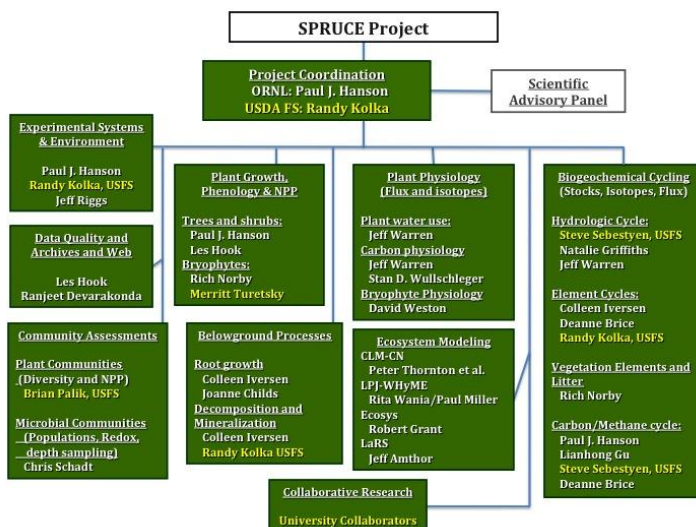 SPRUCE Project
Project Coordination
ORNL: Paul J. Hanson
USDA FS: Randy Kolka
Scientific
Advisory Panel
Experimental Systems
& Environment
Paul J. Hanson
Randy Kolka, USFS
Jeff Riggs
Data Quality and
Archives and Web
Les Hook
Ranjeet Devarakonda
Community Assessments
Plant Communities
(Diversity and NPP)
Brian Palik, USFS
Microbial Communities
(Populations, Redox,
depth sampling)
Chris Schadt
Plant Growth,
Phenology & NPP
Trees and shrubs:
Paul J. Hanson
Les Hook
Bryophytes:
Rich Norby
Merritt Turetsky
Belowground Processes
Root growth
Colleen Iversen
Joanne Childs
Decomposition and
Mineralization
Colleen Iversen
Randy Kolka USFS
Plant Physiology
(Flux and isotopes)
Plant water use:
Jeff Warren
Carbon physiology
Jeff Warren
Stan D. Wullschleger
Bryophyte Physiology
David Weston
Ecosystem Modeling
CLM-CN
Peter Thornton et al.
LPJ-WHyME
Rita Wania/Paul Miller
Ecosys
Robert Grant
LaRS
Jeff Amthor
Biogeochemical Cycling
(Stocks, Isotopes, Flux)
Hydrologic Cycle:
Steve Sebestyen, USFS
Natalie Griffiths
Jeff Warren
Element Cycles:
Colleen Iversen
Deanne Brice
Randy Kolka, USFS
Vegetation Elements and
Litter
Rich Norby
Carbon/Methane cycle:
Paul J. Hanson
Lianhong Gu
Steve Sebestyen, USFS
Deanne Brice
Collaborative Research
University Collaborators